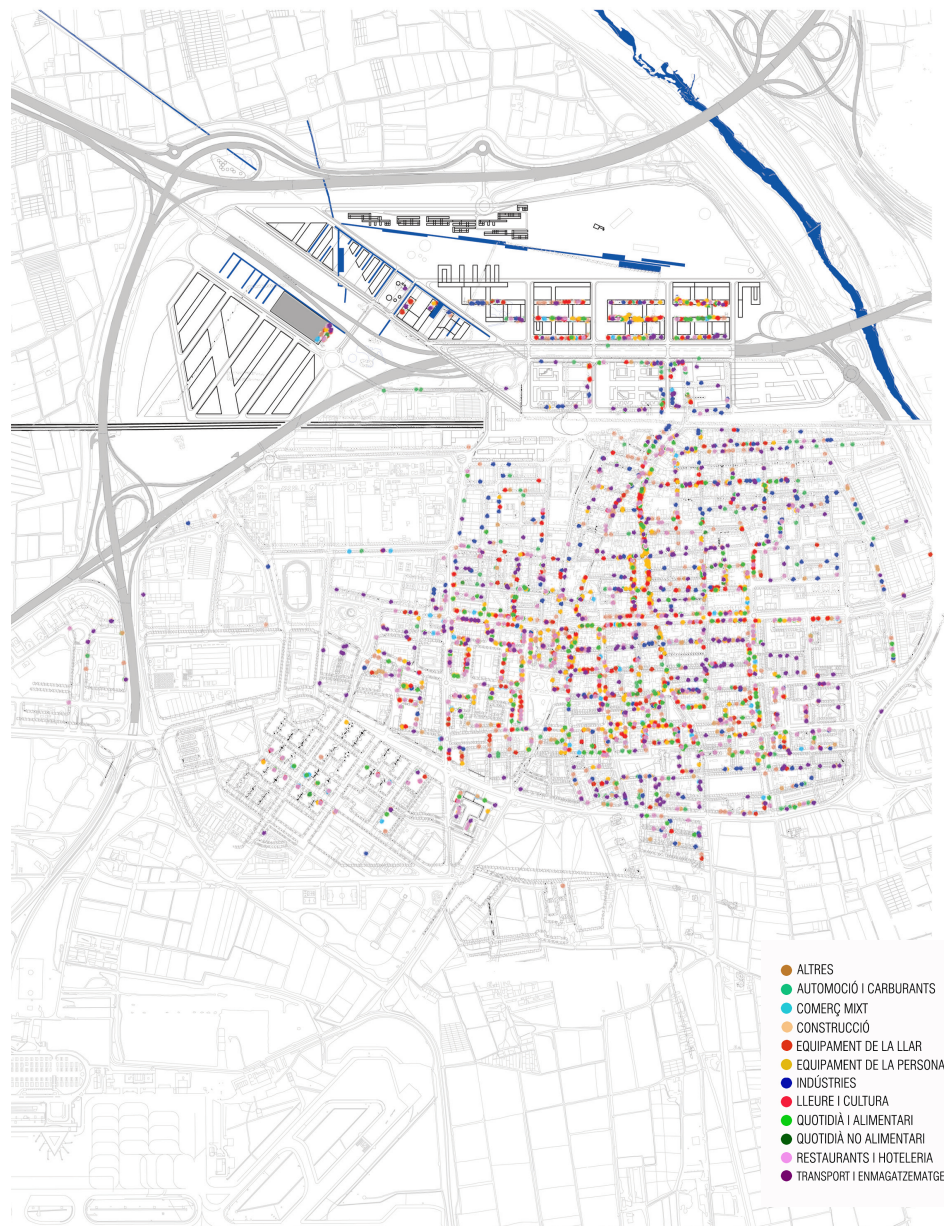 ALTRES
AUTOMOCIÓ I CARBURANTS
COMERÇ MIXT
CONSTRUCCIÓ
EQUIPAMENT DE LA LLAR
EQUIPAMENT DE LA PERSONA
INDÚSTRIES
LLEURE I CULTURA
QUOTIDIÀ I ALIMENTARI
QUOTIDIÀ NO ALIMENTARI
RESTAURANTS I HOTELERIA
TRANSPORT I ENMAGATZEMATGE